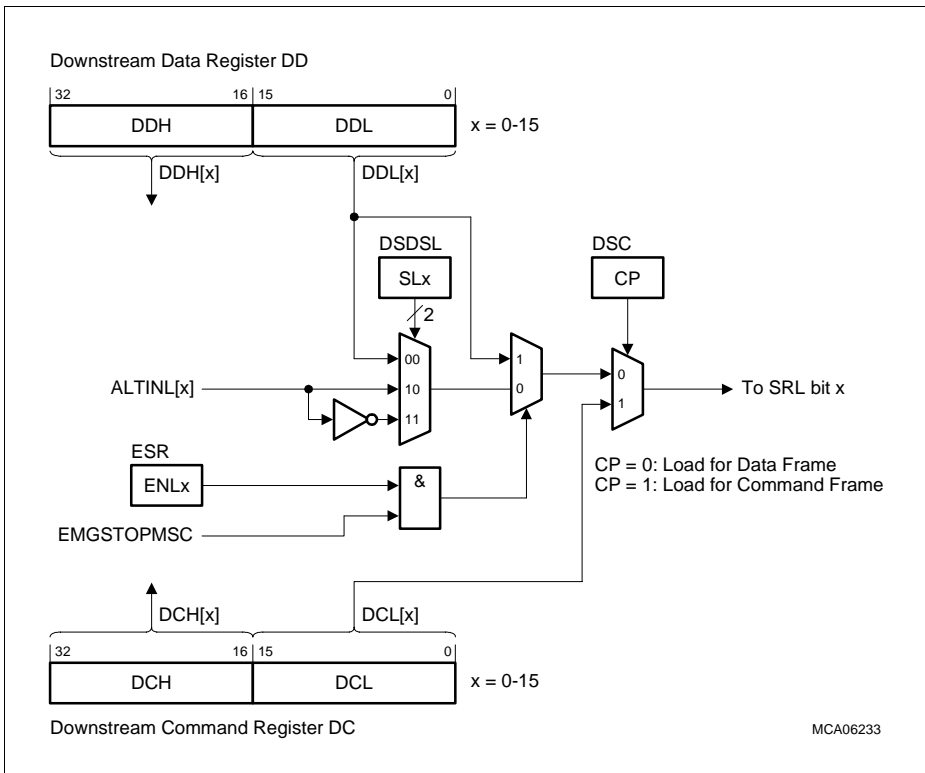 Downstream Data Register DD
32 16 15 0
DDH DDL x = 0-15
DDH[x] DDL[x]
DSDSL DSC
SLx CP
2
00 1 0
ALTINL[x] 10 0 1 To SRL bit x
11
ESR
ENLx &
CP = 0: Load for Data Frame
CP = 1: Load for Command Frame
EMGSTOPMSC
DCH[x] DCL[x]
32 16 15 0
DCH DCL x = 0-15
Downstream Command Register DC MCA06233